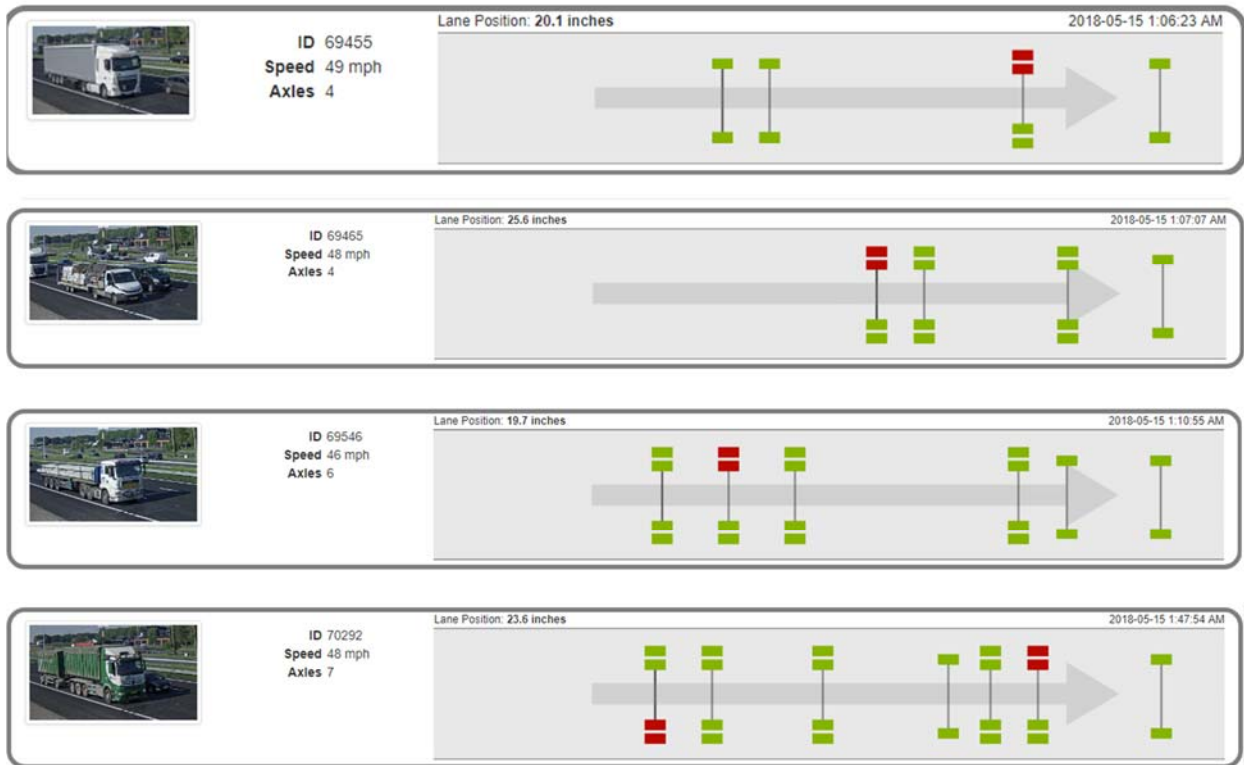 Lane Position: 20.1 inches 2018-05-15 1:06:23 AM
ID 69455
Speed 49 mph
Axles 4
Lane Position: 25.6 inches 2018-05-15 1:07:07 AM
ID 69465
Speed 48 mph
Axles 4
Lane Position: 19.7 inches 2018-05-15 1:10:55 AM
ID 69546
Speed 46 mph
Axles 6
Lane Position: 23.6 inches 2018-05-15 1:47:54 AM
ID 70292
Speed 48 mph
Axles 7